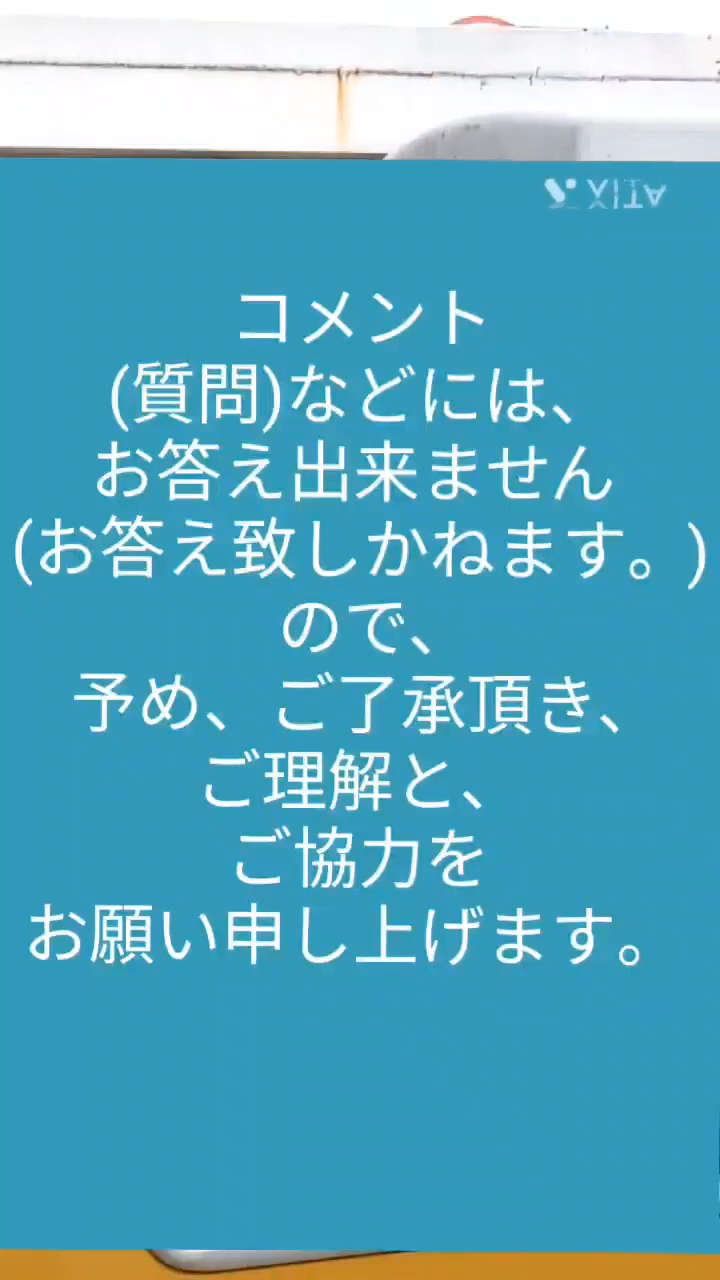 コメント
(質問)などには、
お答え出来ません
(お答え致しかねます。)
ので、
予め、ご了承頂き、
ご理解と、
ご協力を
お願い申し上げます。